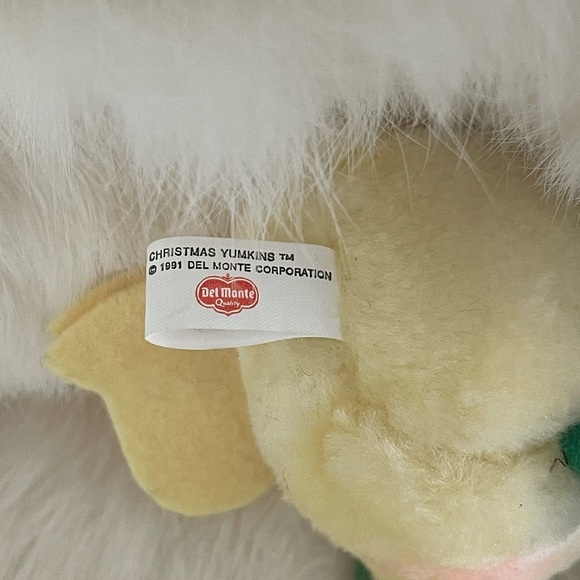 CHRISTMAS YUMKINS ™
© 1991 DEL MONTE CORPORATION
Del Monte
Quality